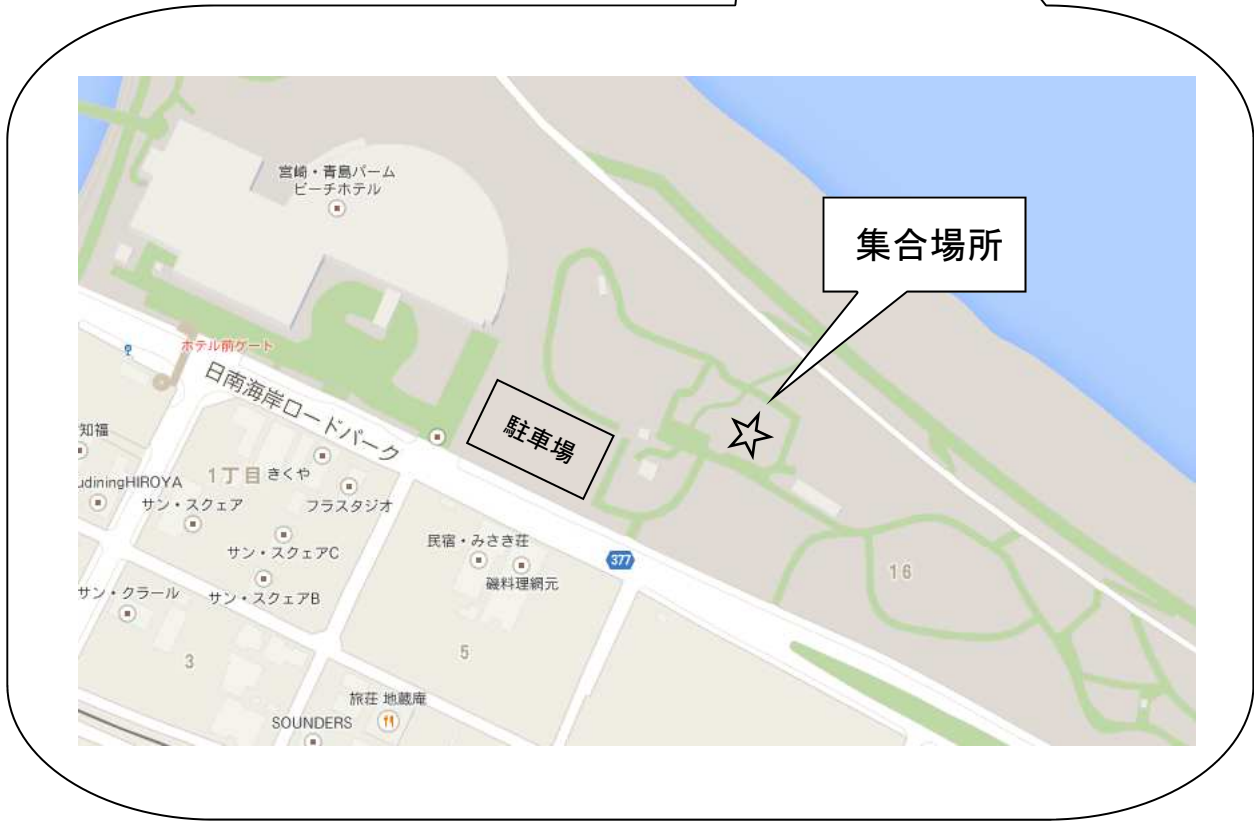 宮崎・青島パーム
ビーチホテル
集合場所
ホテル前ゲート
日南海岸ロードパーク
駐車場
知福
udiningHIROYA
1丁目
きくや
サン・スクェア
フラスタジオ
サン・スクェアC
民宿・みさき荘
377
磯料理網元
16
サン・クラール
サン・スクェアB
3
5
旅荘 地蔵庵
SOUNDERS